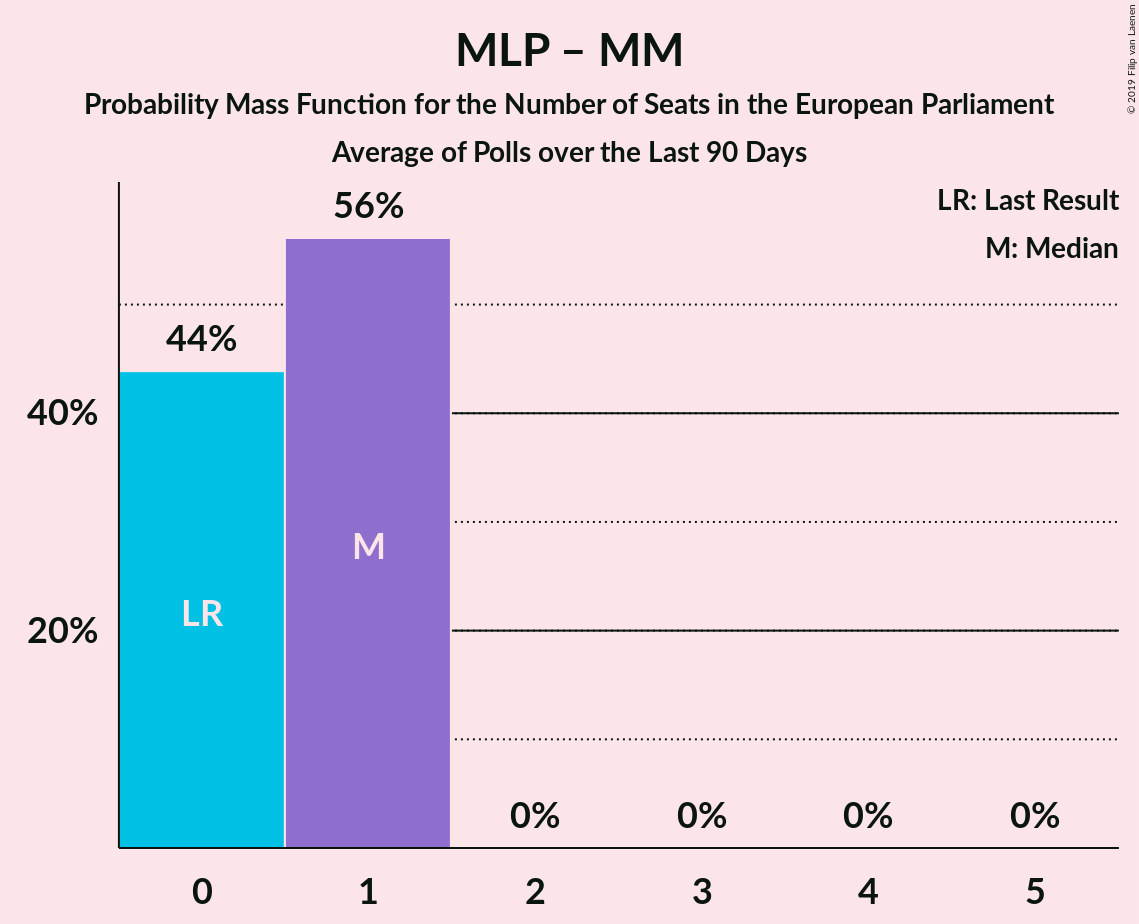 MLP – MM
Probability Mass Function for the Number of Seats in the European Parliament
Average of Polls over the Last 90 Days
© 2019 Filip van Laenen
LR: Last Result
M: Median
56%
44%
40%
20%
M
LR
0% 0% 0% 0%
0 1 2 3 4 5